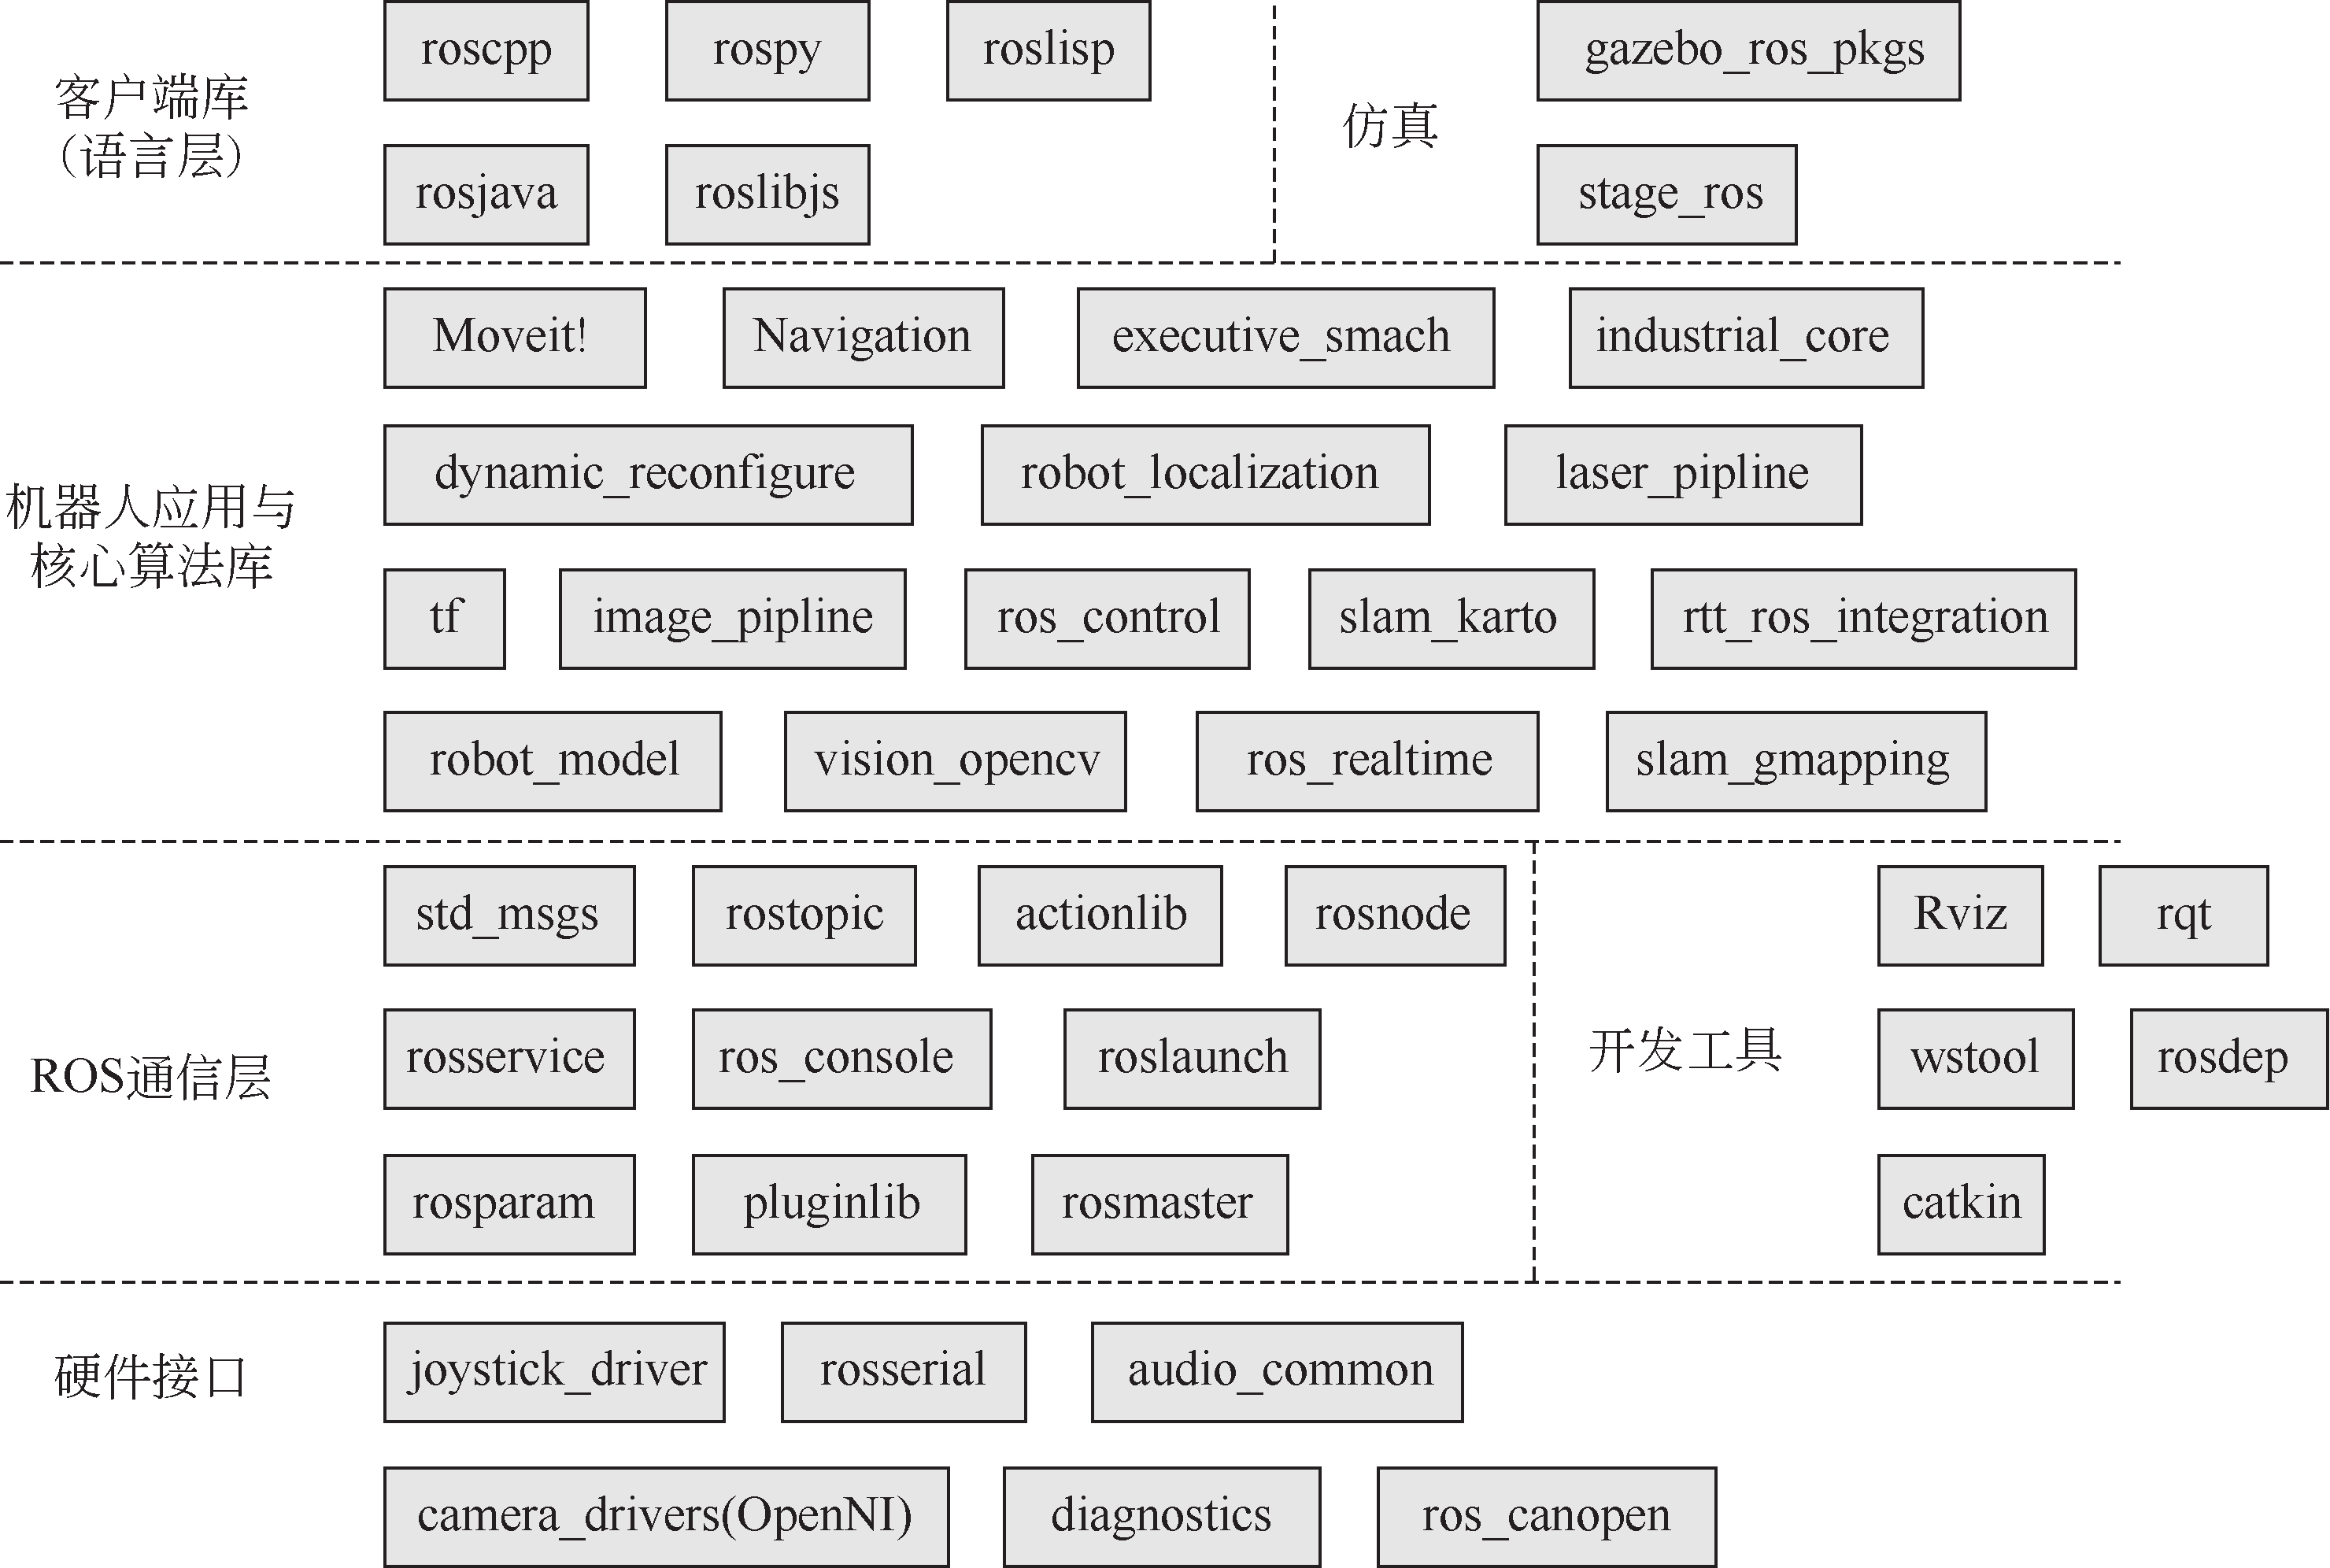 roscpp rospy roslisp gazebo_ros_pkgs
客户端库
（语言层）
仿真
rosjava roslibjs stage_ros
Moveit! Navigation executive_smach industrial_core
dynamic_reconfigure robot_localization laser_pipline
机器人应用与
核心算法库
tf image_pipline ros_control slam_karto rtt_ros_integration
robot_model vision_opencv ros_realtime slam_gmapping
std_msgs rostopic actionlib rosnode Rviz rqt
ROS通信层
rosservice ros_console roslaunch
开发工具
wstool rosdep
rosparam pluginlib rosmaster catkin
硬件接口
joystick_driver rosserial audio_common
camera_drivers(OpenNI) diagnostics ros_canopen